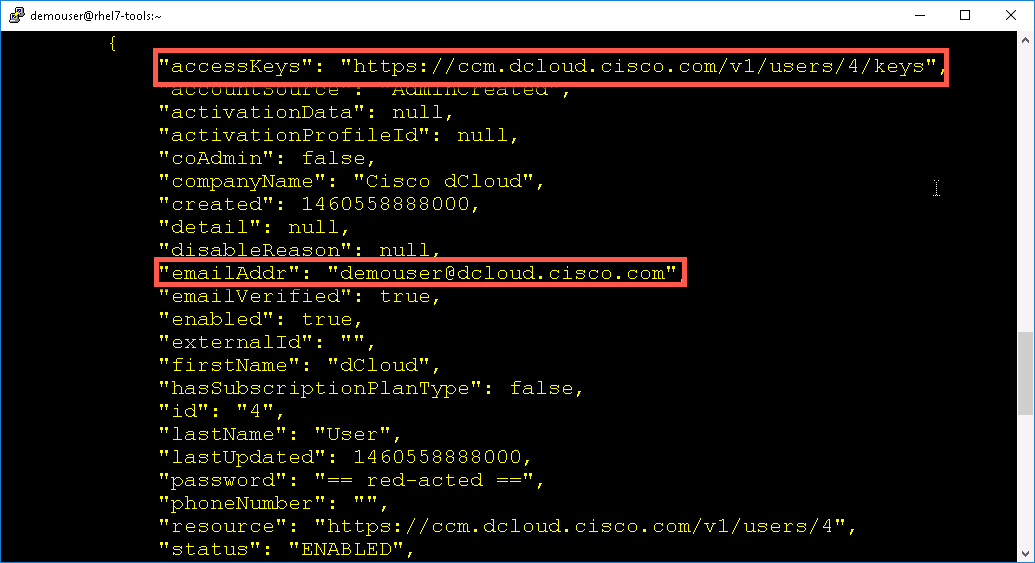 demouser@rhel7-tools:~
{
"accessKeys": "https://ccm.dcloud.cisco.com/v1/users/4/keys",
"accountSource": "AdminCreated",
"activationData": null,
"activationProfileId": null,
"coAdmin": false,
"companyName": "Cisco dCloud",
"created": 1460558888000,
"detail": null,
"disableReason": null,
"emailAddr": "demouser@dcloud.cisco.com",
"emailVerified": true,
"enabled": true,
"externalId": "",
"firstName": "dCloud",
"hasSubscriptionPlanType": false,
"id": "4",
"lastName": "User",
"lastUpdated": 1460558888000,
"password": "== red-acted ==",
"phoneNumber": "",
"resource": "https://ccm.dcloud.cisco.com/v1/users/4",
"status": "ENABLED",